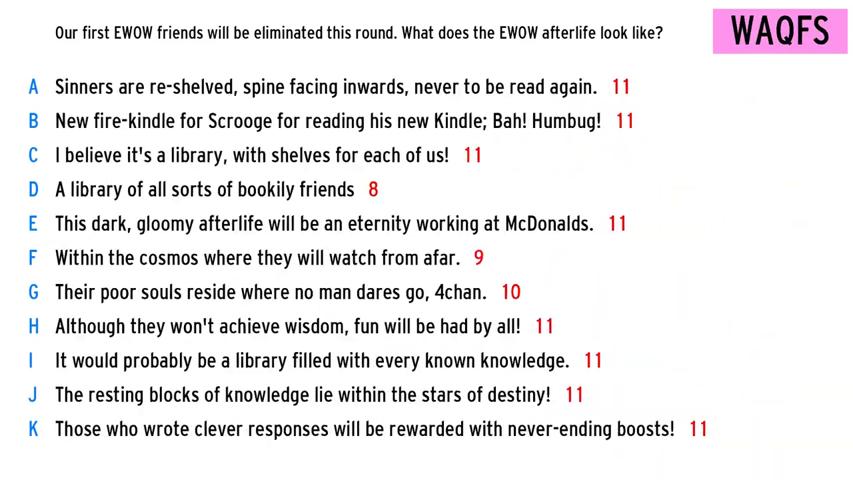 Our first EWOW friends will be eliminated this round. What does the EWOW afterlife look like?
WAQFS
A Sinners are re-shelved, spine facing inwards, never to be read again. 11
B New fire-kindle for Scrooge for reading his new Kindle; Bah! Humbug! 11
C I believe it's a library, with shelves for each of us! 11
D A library of all sorts of bookily friends 8
E This dark, gloomy afterlife will be an eternity working at McDonalds. 11
F Within the cosmos where they will watch from afar. 9
G Their poor souls reside where no man dares go, 4chan. 10
H Although they won't achieve wisdom, fun will be had by all! 11
I It would probably be a library filled with every known knowledge. 11
J The resting blocks of knowledge lie within the stars of destiny! 11
K Those who wrote clever responses will be rewarded with never-ending boosts! 11